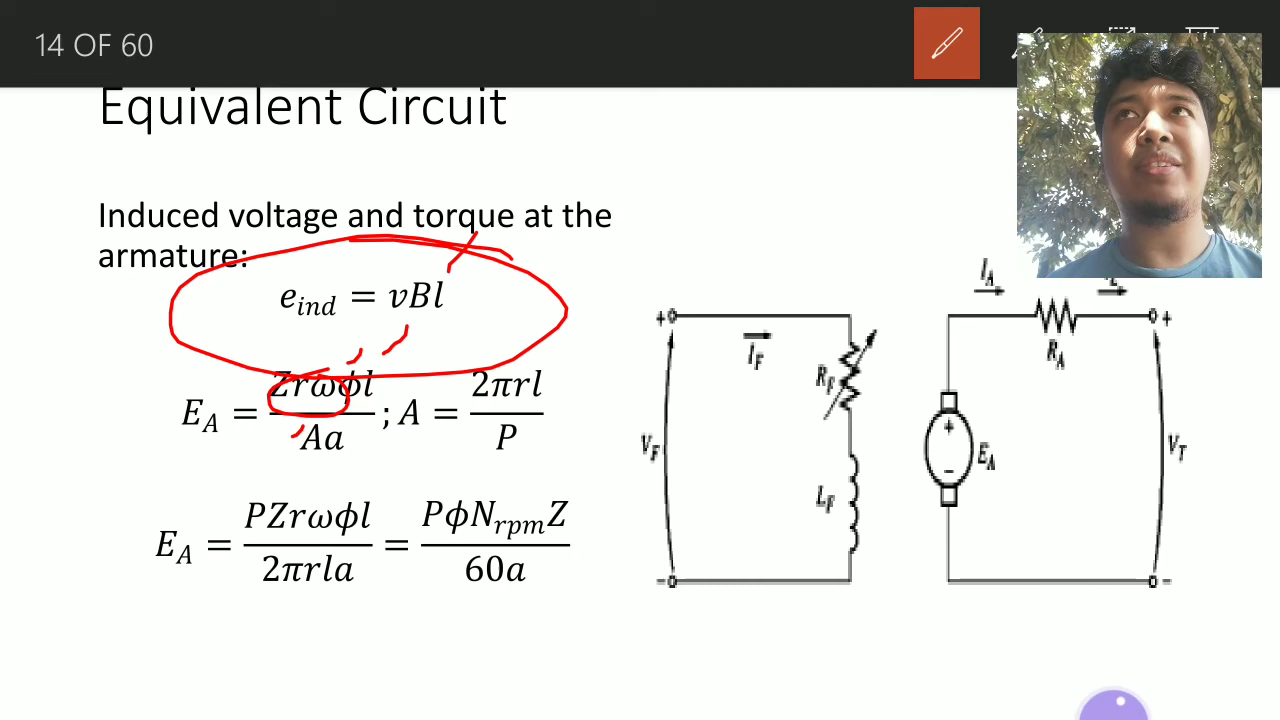 14 OF 60
Equivalent Circuit
Induced voltage and torque at the
armature:
e_ind = vBl
E_A = Zrωϕl / Aa ; A = 2πrl / P
E_A = PZrωϕl / 2πrla = PϕN_rpm Z / 60a
+ I_F R_F L_F V_F -
I_A R_A + E_A - + V_T -